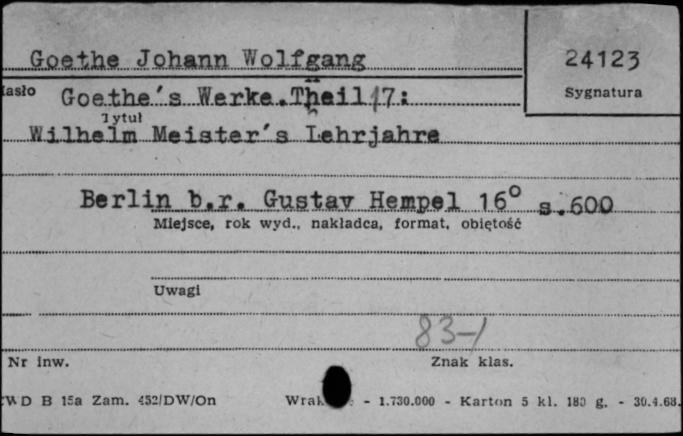 Goethe Johann Wolfgang
24123
Sygnatura
Goethe's Werke.Theil 17:
Tytuł
Wilhelm Meister's Lehrjahre
Berlin b.r. Gustav Hempel 16° s.600
Miejsce, rok wyd., nakładca, format, objętość
Uwagi
83-1
Nr inw.
Znak klas.
WD B 15a Zam. 452/DW/On - 1.730.000 - Karton 5 kl. 180 g. - 30.4.68.